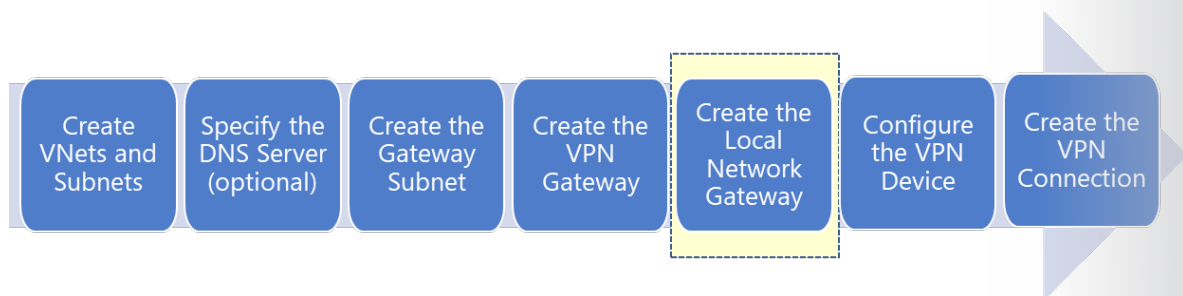 Create
VNets and
Subnets
Specify the
DNS Server
(optional)
Create the
Gateway
Subnet
Create the
VPN
Gateway
Create the
Local
Network
Gateway
Configure
the VPN
Device
Create the
VPN
Connection